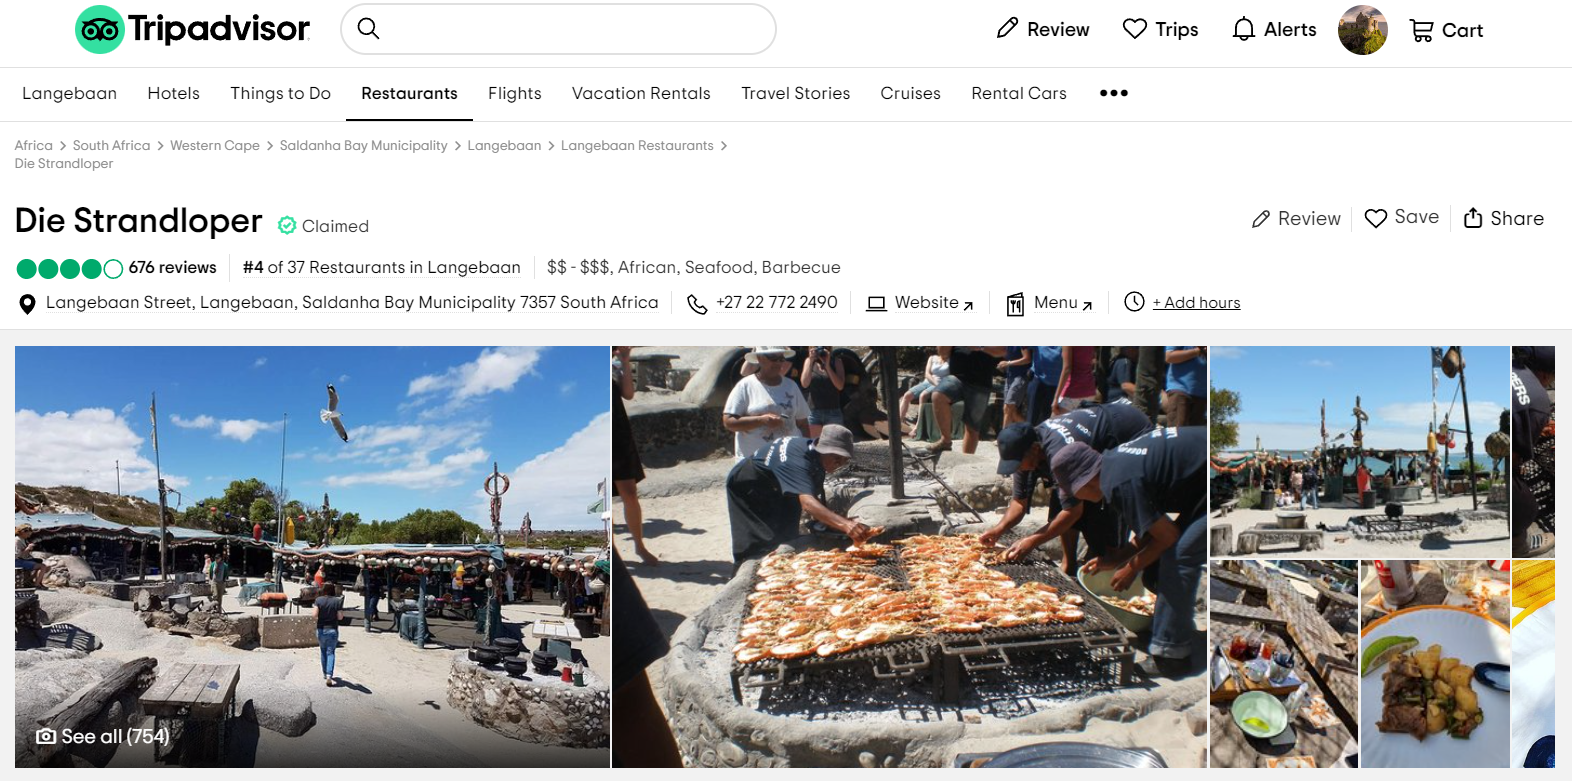 Tripadvisor
Review
Trips
Alerts
Cart
Langebaan
Hotels
Things to Do
Restaurants
Flights
Vacation Rentals
Travel Stories
Cruises
Rental Cars
Africa > South Africa > Western Cape > Saldanha Bay Municipality > Langebaan > Langebaan Restaurants >
Die Strandloper
Die Strandloper
Claimed
Review
Save
Share
676 reviews
#4 of 37 Restaurants in Langebaan
$$ - $$$, African, Seafood, Barbecue
Langebaan Street, Langebaan, Saldanha Bay Municipality 7357 South Africa
+27 22 772 2490
Website
Menu
+ Add hours
See all (754)